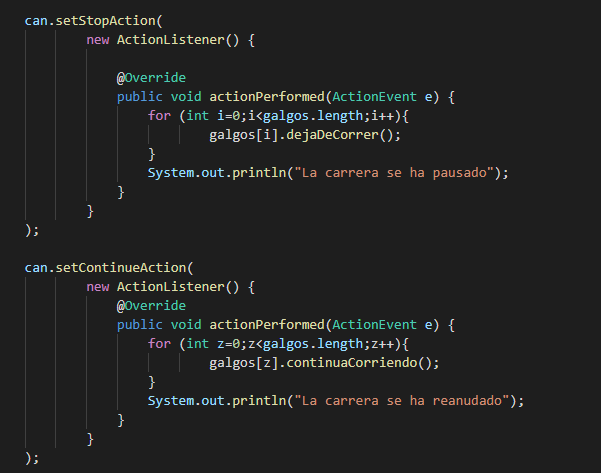 can.setStopAction(
new ActionListener() {
@Override
public void actionPerformed(ActionEvent e) {
for (int i=0;i<galgos.length;i++){
galgos[i].dejaDeCorrer();
}
System.out.println("La carrera se ha pausado");
}
}
);
can.setContinueAction(
new ActionListener() {
@Override
public void actionPerformed(ActionEvent e) {
for (int z=0;z<galgos.length;z++){
galgos[z].continuaCorriendo();
}
System.out.println("La carrera se ha reanudado");
}
}
);